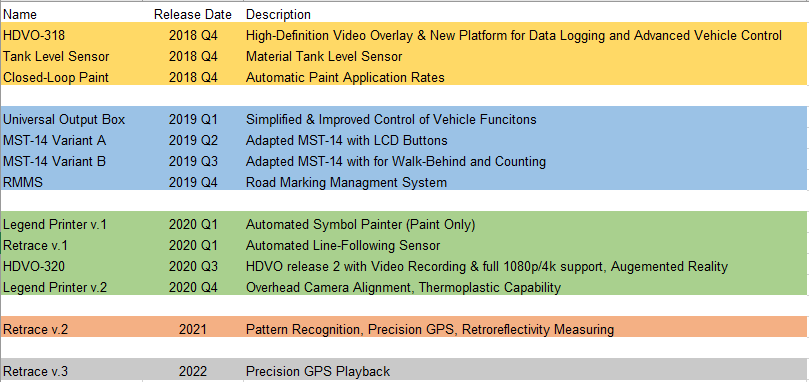 Name Release Date Description
HDVO-318 2018 Q4 High-Definition Video Overlay & New Platform for Data Logging and Advanced Vehicle Control
Tank Level Sensor 2018 Q4 Material Tank Level Sensor
Closed-Loop Paint 2018 Q4 Automatic Paint Application Rates
Universal Output Box 2019 Q1 Simplified & Improved Control of Vehicle Funcitons
MST-14 Variant A 2019 Q2 Adapted MST-14 with LCD Buttons
MST-14 Variant B 2019 Q3 Adapted MST-14 with for Walk-Behind and Counting
RMMS 2019 Q4 Road Marking Managment System
Legend Printer v.1 2020 Q1 Automated Symbol Painter (Paint Only)
Retrace v.1 2020 Q1 Automated Line-Following Sensor
HDVO-320 2020 Q3 HDVO release 2 with Video Recording & full 1080p/4k support, Augemented Reality
Legend Printer v.2 2020 Q4 Overhead Camera Alignment, Thermoplastic Capability
Retrace v.2 2021 Pattern Recognition, Precision GPS, Retroreflectivity Measuring
Retrace v.3 2022 Precision GPS Playback